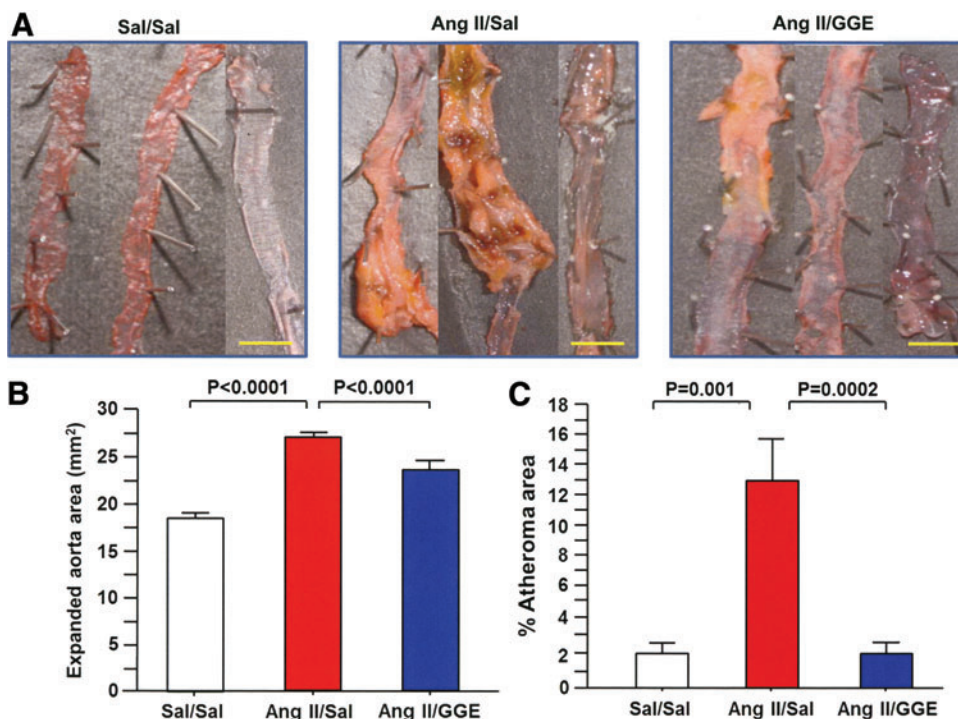 A
Sal/Sal
Ang II/Sal
Ang II/GGE
B
P<0.0001
P<0.0001
Expanded aorta area (mm²)
30
25
20
15
10
5
0
Sal/Sal
Ang II/Sal
Ang II/GGE
C
P=0.001
P=0.0002
% Atheroma area
18
16
14
12
12
10
8
4
2
0
Sal/Sal
Ang II/Sal
Ang II/GGE